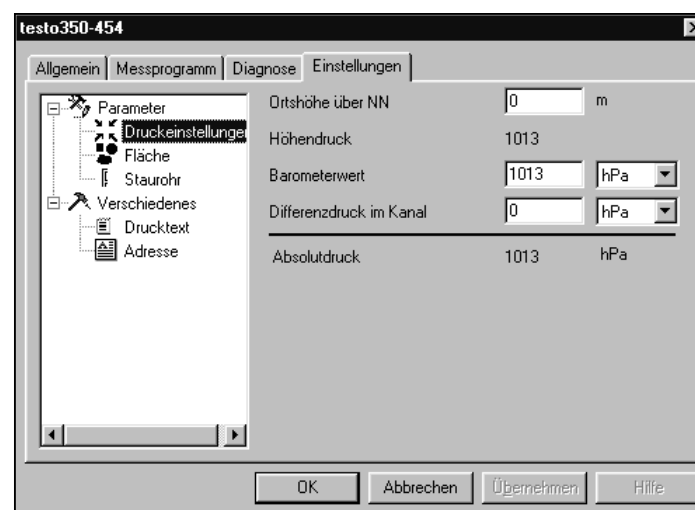 testo350-454
Allgemein Messprogramm Diagnose Einstellungen
Parameter
Druckeinstellunge
Fläche
Staurohr
Verschiedenes
Drucktext
Adresse
Ortshöhe über NN 0 m
Höhendruck 1013
Barometerwert 1013 hPa
Differenzdruck im Kanal 0 hPa
Absolutdruck 1013 hPa
OK Abbrechen Übernehmen Hilfe